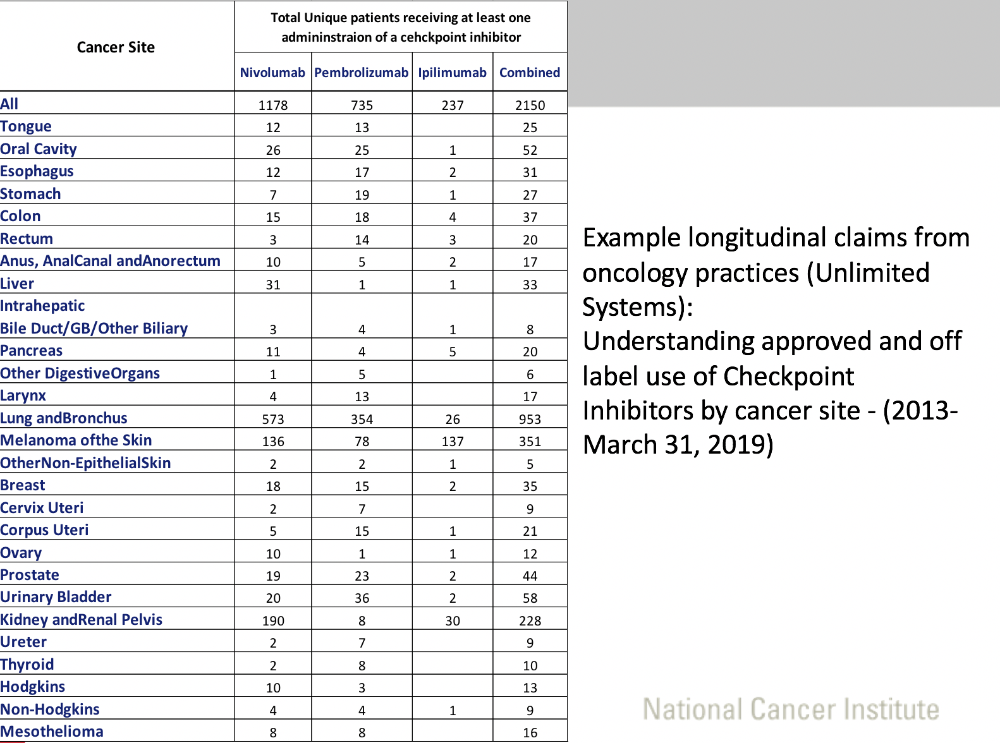 Total Unique patients receiving at least one
admininstraion of a cehckpoint inhibitor
Cancer Site
Nivolumab Pembrolizumab Ipilimumab Combined
All 1178 735 237 2150
Tongue 12 13 25
Oral Cavity 26 25 1 52
Esophagus 12 17 2 31
Stomach 7 19 1 27
Colon 15 18 4 37
Rectum 3 14 3 20
Anus, AnalCanal andAnorectum 10 5 2 17
Liver 31 1 1 33
Intrahepatic
Bile Duct/GB/Other Biliary 3 4 1 8
Pancreas 11 4 5 20
Other DigestiveOrgans 1 5 6
Larynx 4 13 17
Lung andBronchus 573 354 26 953
Melanoma ofthe Skin 136 78 137 351
OtherNon-EpithelialSkin 2 2 1 5
Breast 18 15 2 35
Cervix Uteri 2 7 9
Corpus Uteri 5 15 1 21
Ovary 10 1 1 12
Prostate 19 23 2 44
Urinary Bladder 20 36 2 58
Kidney andRenal Pelvis 190 8 30 228
Ureter 2 7 9
Thyroid 2 8 10
Hodgkins 10 3 13
Non-Hodgkins 4 4 1 9
Mesothelioma 8 8 16
Example longitudinal claims from
oncology practices (Unlimited
Systems):
Understanding approved and off
label use of Checkpoint
Inhibitors by cancer site - (2013-
March 31, 2019)
National Cancer Institute